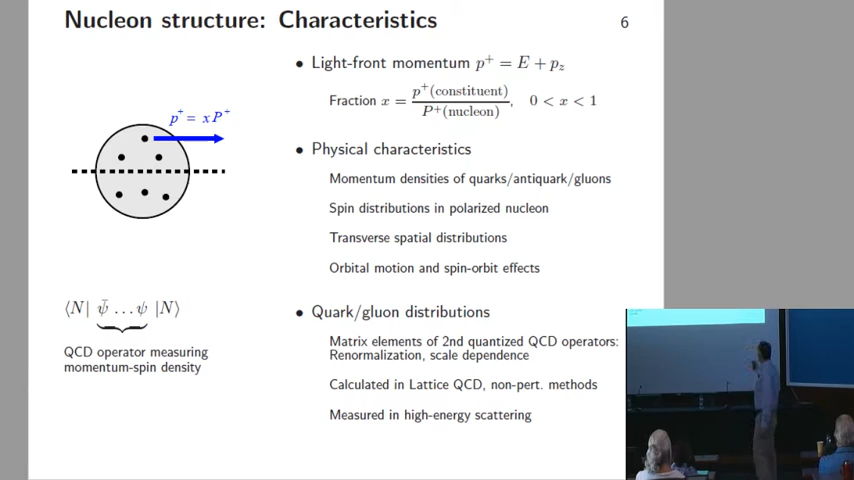 Nucleon structure: Characteristics 6
• Light-front momentum p⁺ = E + p_z
Fraction x = p⁺(constituent) / P⁺(nucleon), 0 < x < 1
p⁺ = x P⁺
• Physical characteristics
Momentum densities of quarks/antiquark/gluons
Spin distributions in polarized nucleon
Transverse spatial distributions
Orbital motion and spin-orbit effects
⟨N| ψ̄ … ψ |N⟩
QCD operator measuring
momentum-spin density
• Quark/gluon distributions
Matrix elements of 2nd quantized QCD operators:
Renormalization, scale dependence
Calculated in Lattice QCD, non-pert. methods
Measured in high-energy scattering